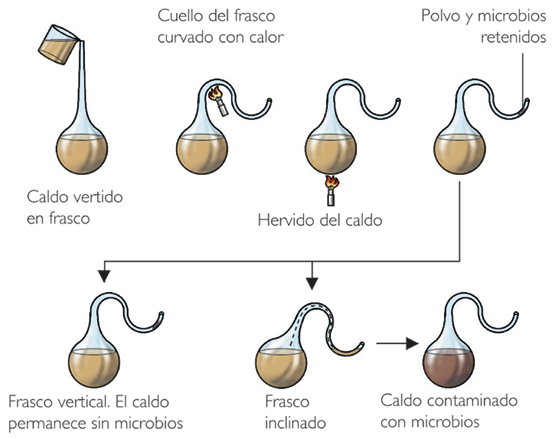 Cuello del frasco
curvado con calor
Polvo y microbios
retenidos
Caldo vertido
en frasco
Hervido del caldo
Frasco vertical. El caldo
permanece sin microbios
Frasco
inclinado
Caldo contaminado
con microbios